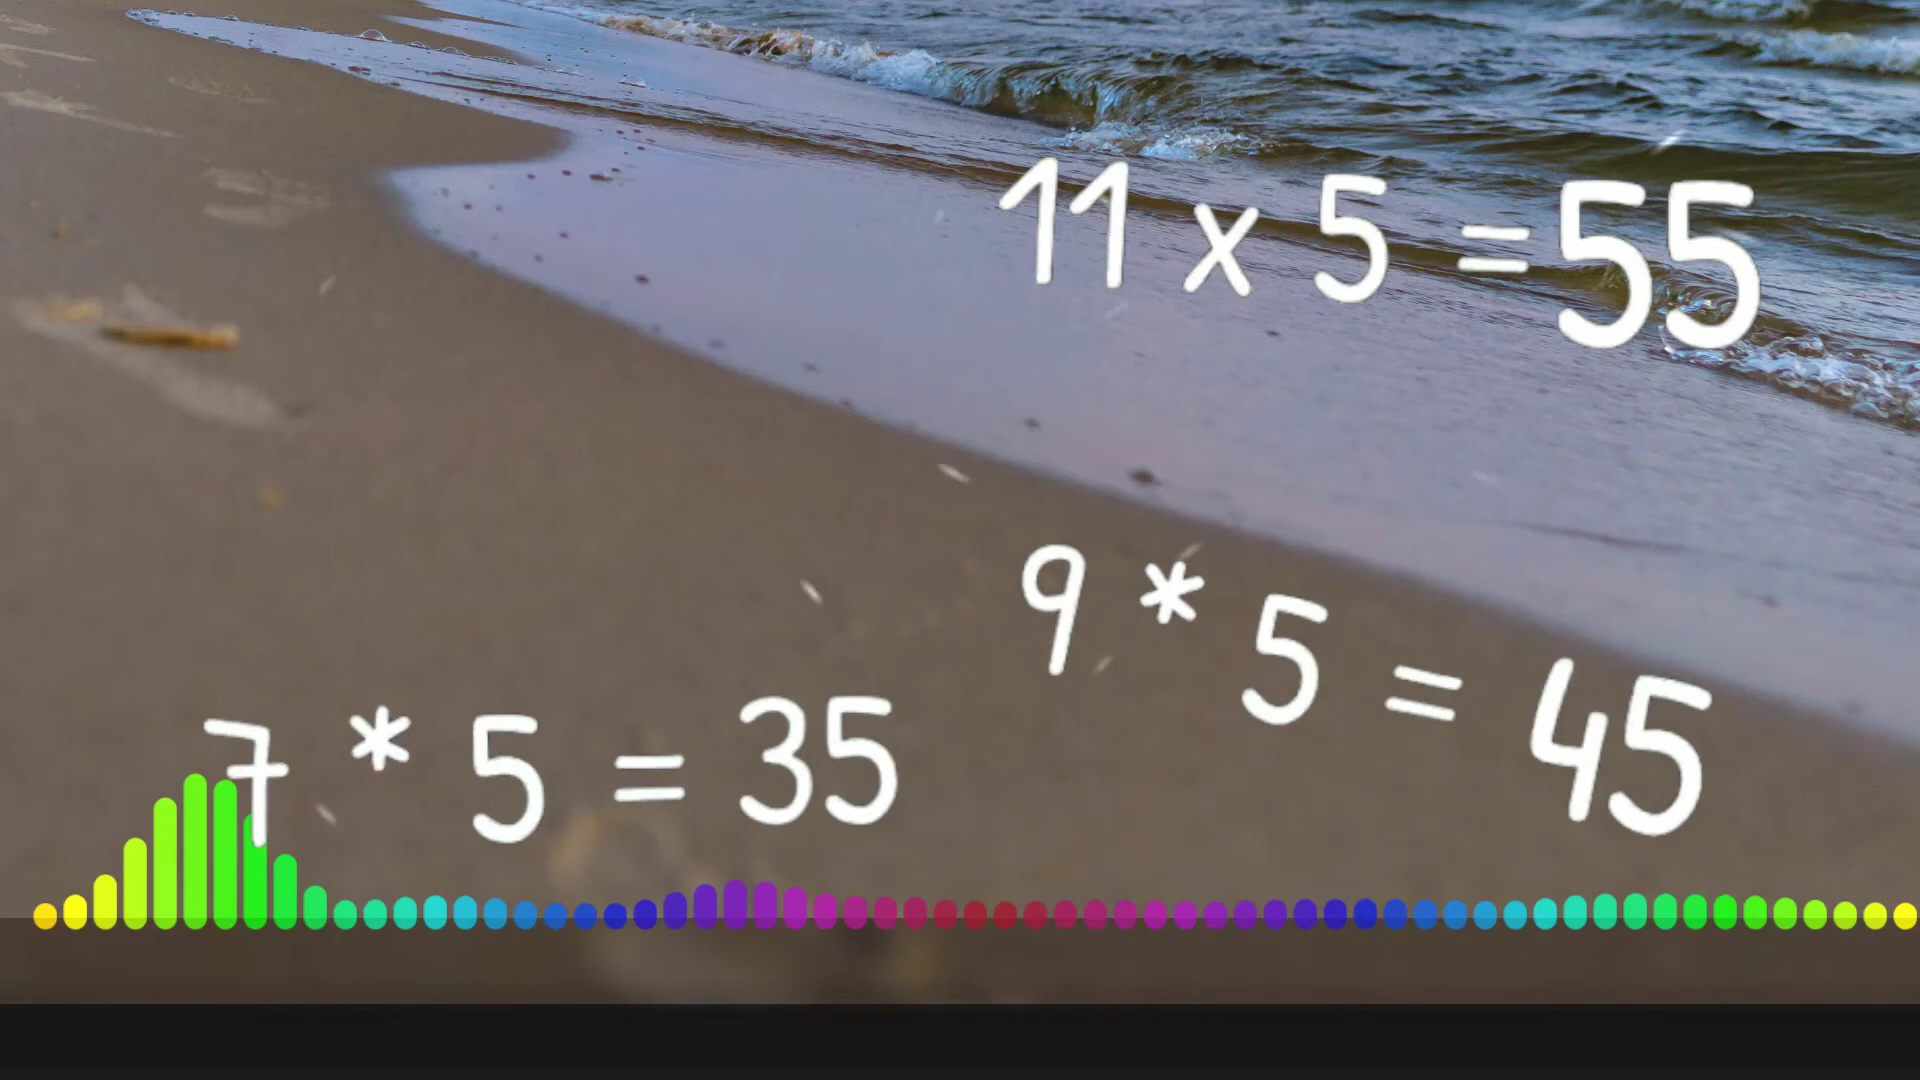 11 x 5 = 55
9 * 5 = 45
7 * 5 = 35